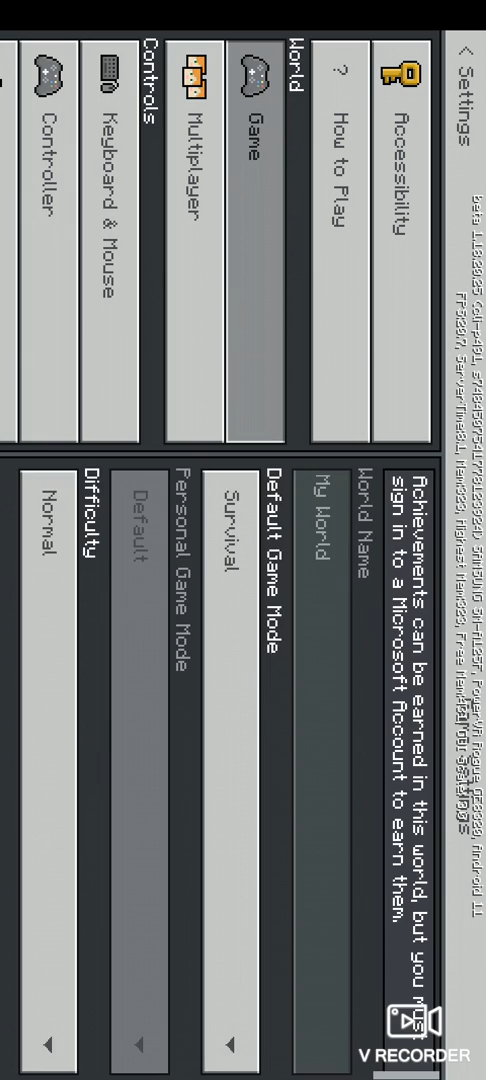 < Settings
Accessibility
? How to Play
World
Game
Multiplayer
Controls
Keyboard & Mouse
Controller
Achievements can be earned in this world, but you must
sign in to a Microsoft Account to earn them.
World Name
My World
Default Game Mode
Survival
Personal Game Mode
Default
Difficulty
Normal
V RECORDER